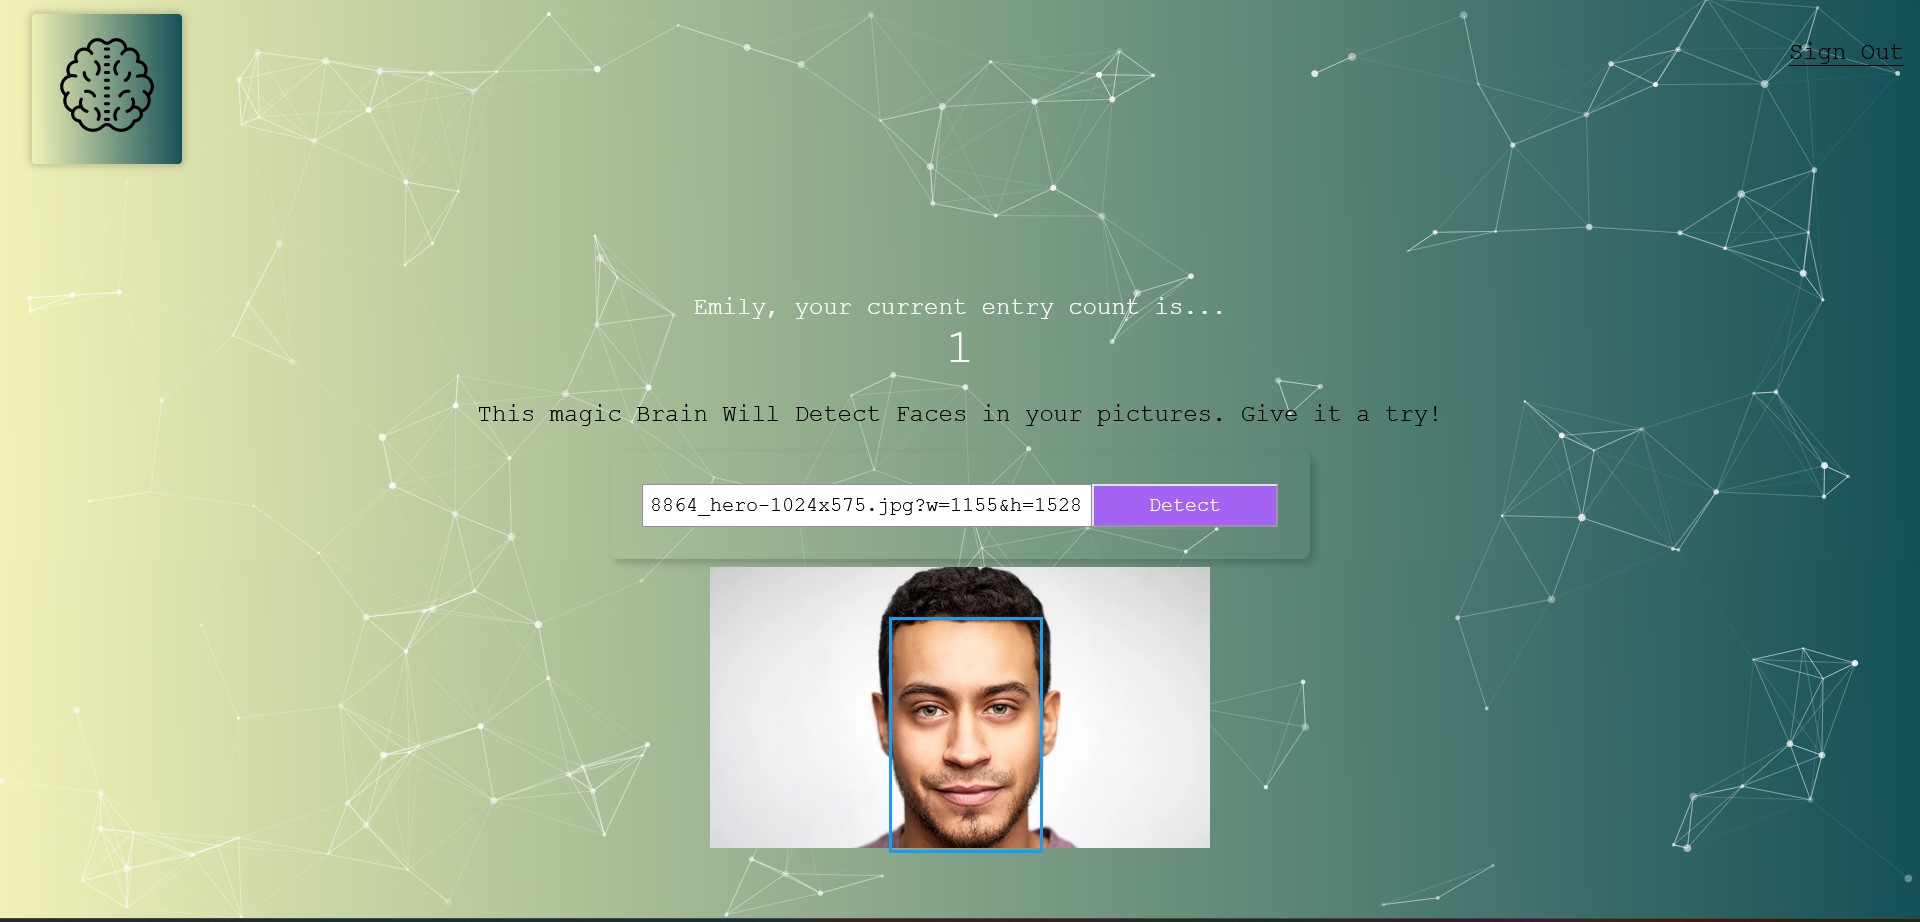 Sign Out
Emily, your current entry count is...
1
This magic Brain Will Detect Faces in your pictures. Give it a try!
8864_hero-1024x575.jpg?w=1155&h=1528 Detect